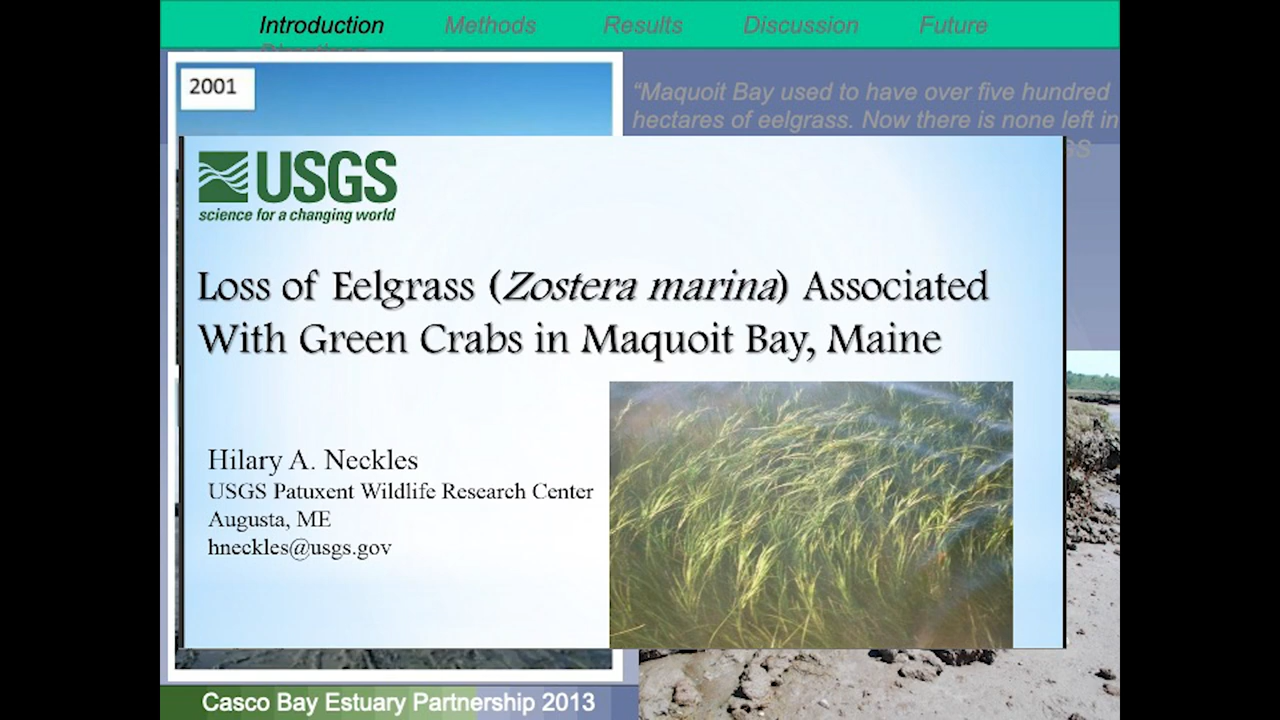 Introduction Methods Results Discussion Future
2001
“Maquoit Bay used to have over five hundred
hectares of eelgrass. Now there is none left in
USGS
science for a changing world
Loss of Eelgrass (Zostera marina) Associated
With Green Crabs in Maquoit Bay, Maine
Hilary A. Neckles
USGS Patuxent Wildlife Research Center
Augusta, ME
hneckles@usgs.gov
Casco Bay Estuary Partnership 2013